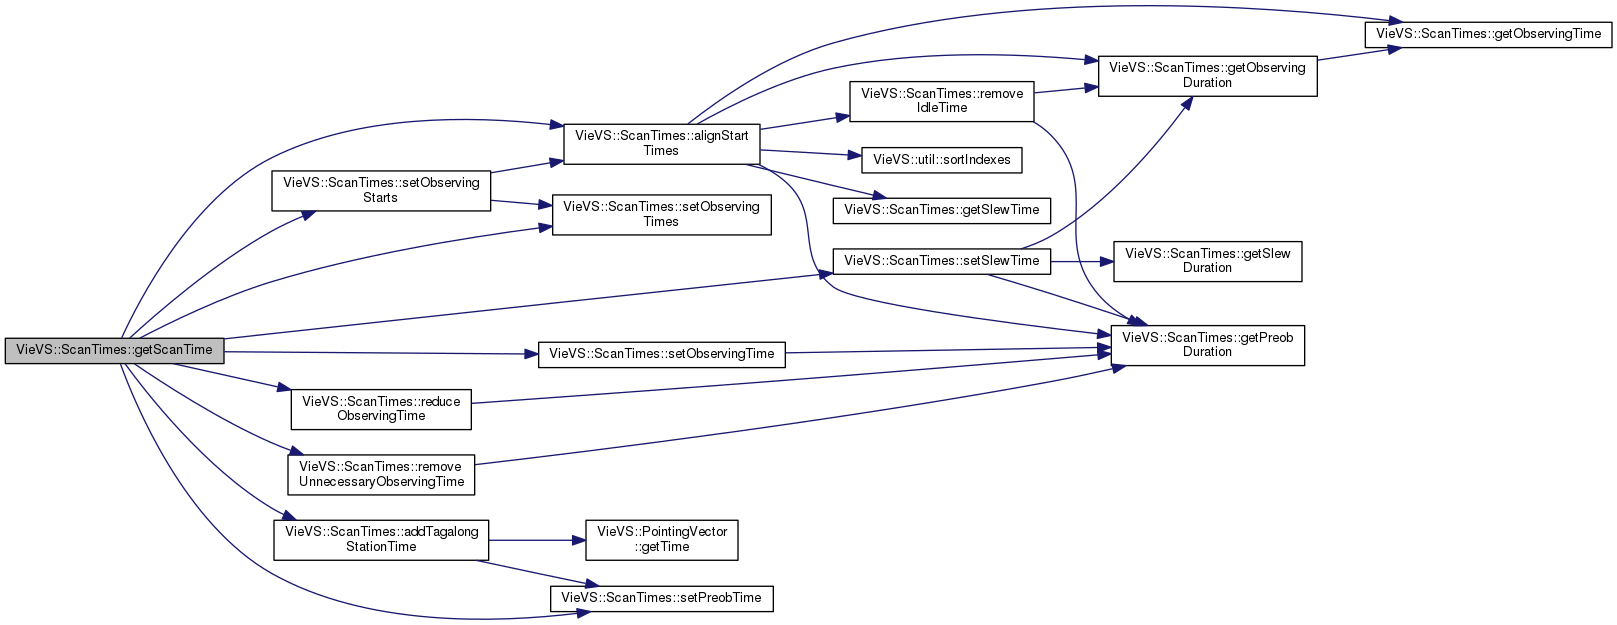 VieVS::ScanTimes::getObservingTime
VieVS::ScanTimes::getObserving
Duration
VieVS::ScanTimes::remove
IdleTime
VieVS::ScanTimes::alignStart
Times
VieVS::util::sortIndexes
VieVS::ScanTimes::setObserving
Starts
VieVS::ScanTimes::getSlewTime
VieVS::ScanTimes::setObserving
Times
VieVS::ScanTimes::setSlewTime
VieVS::ScanTimes::getSlew
Duration
VieVS::ScanTimes::getScanTime
VieVS::ScanTimes::setObservingTime
VieVS::ScanTimes::getPreob
Duration
VieVS::ScanTimes::reduce
ObservingTime
VieVS::ScanTimes::remove
UnnecessaryObservingTime
VieVS::ScanTimes::addTagalong
StationTime
VieVS::PointingVector
::getTime
VieVS::ScanTimes::setPreobTime